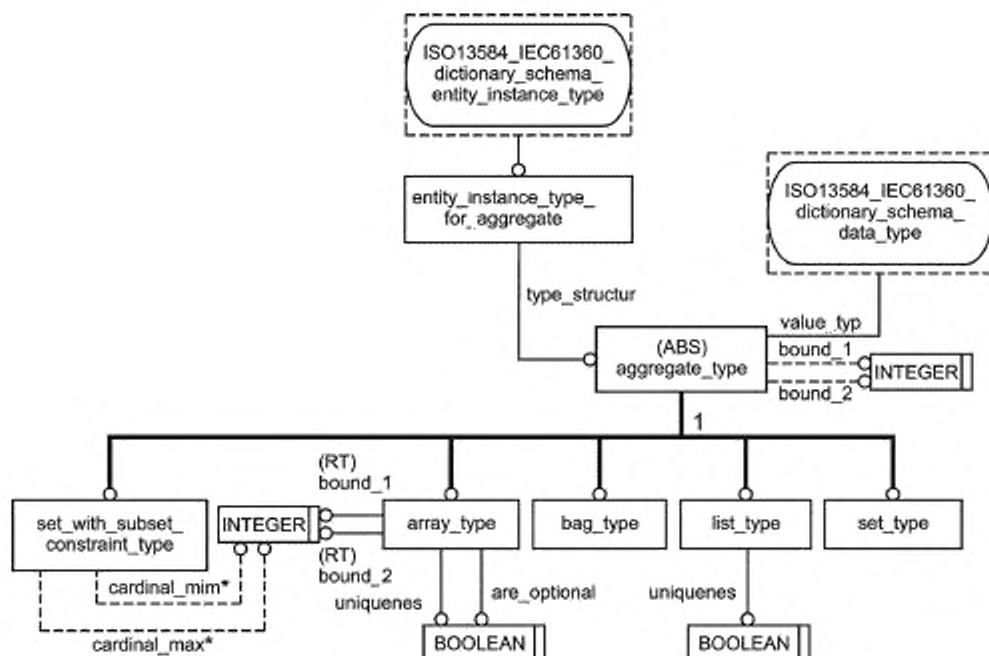 ISO13584_IEC61360_
dictionary_schema_
entity_instance_type
entity_instance_type_
for_aggregate
ISO13584_IEC61360_
dictionary_schema_
data_type
type_structur
value_typ
(ABS)
aggregate_type
bound_1
INTEGER
bound_2
1
(RT)
bound_1
set_with_subset_
constraint_type
INTEGER
array_type
bag_type
list_type
set_type
(RT)
bound_2
cardinal_mim*
uniquenes
are_optional
uniquenes
cardinal_max*
BOOLEAN
BOOLEAN